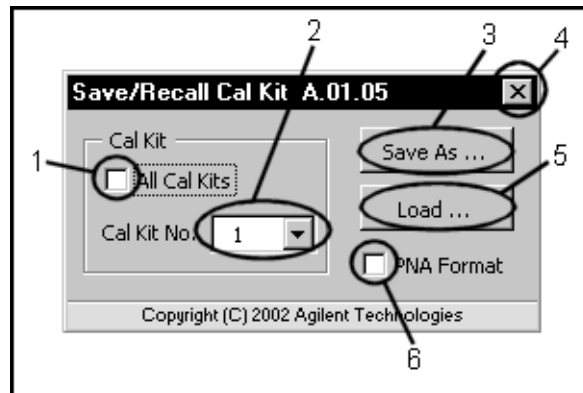 2
3
4
Save/Recall Cal Kit A.01.05
Cal Kit
Save As ...
1
All Cal Kits
5
Load ...
Cal Kit No.
1
PNA Format
Copyright (C) 2002 Agilent Technologies
6